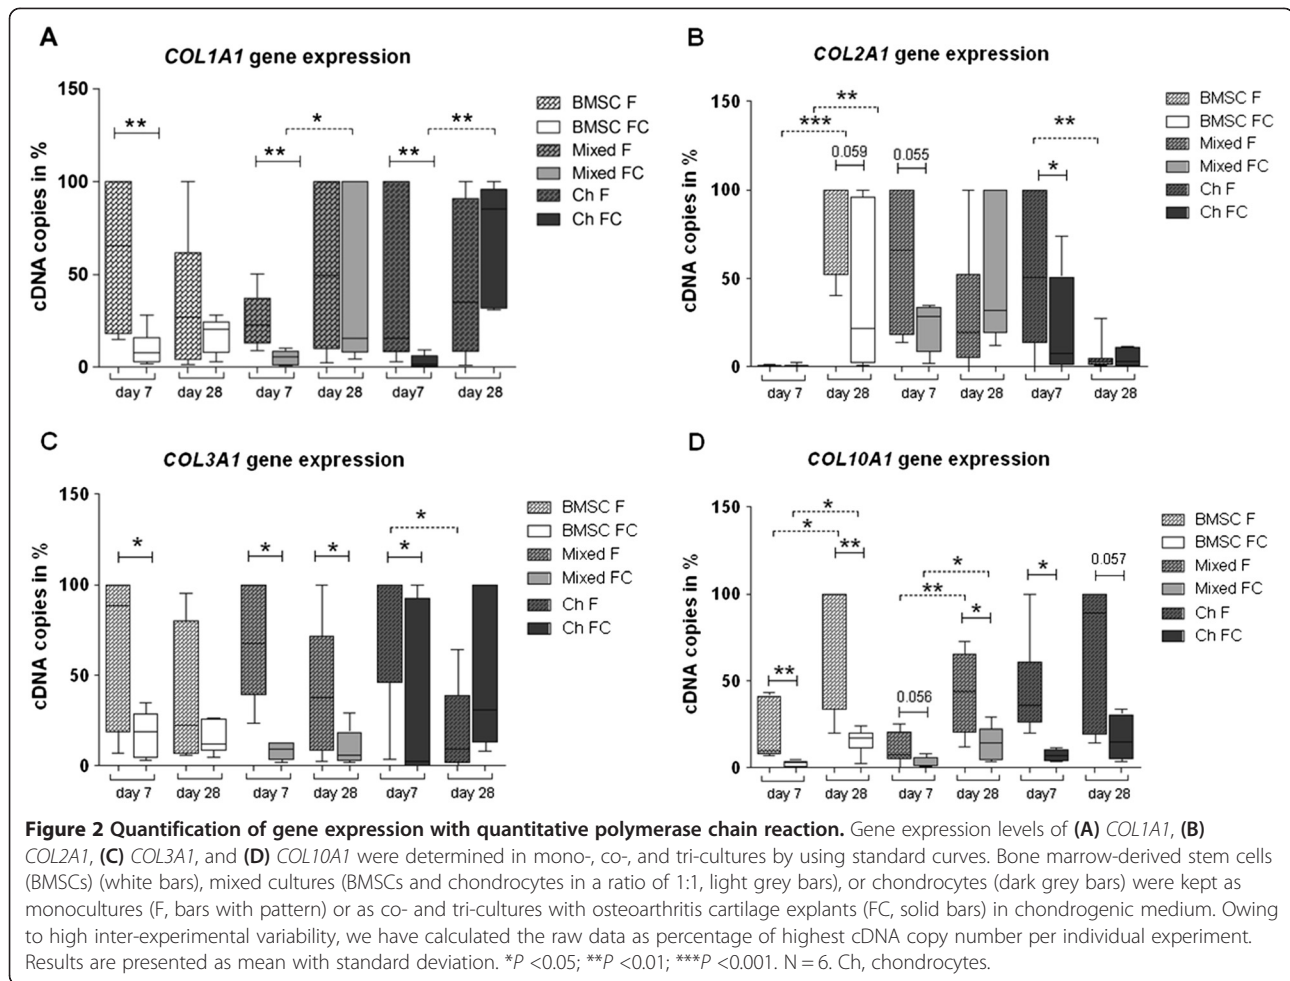 A
COL1A1 gene expression
cDNA copies in %
150
100
50
0
**
**
*
**
**
day 7
day 28
day 7
day 28
day 7
day 28
BMSC F
BMSC FC
Mixed F
Mixed FC
Ch F
Ch FC
B
COL2A1 gene expression
cDNA copies in %
150
100
50
0
**
***
0.059
0.055
**
*
day 7
day 28
day 7
day 28
day7
day 28
BMSC F
BMSC FC
Mixed F
Mixed FC
Ch F
Ch FC
C
COL3A1 gene expression
cDNA copies in %
150
100
50
0
*
*
*
*
*
day 7
day 28
day 7
day 28
day7
day 28
BMSC F
BMSC FC
Mixed F
Mixed FC
Ch F
Ch FC
D
COL10A1 gene expression
cDNA copies in %
150
100
50
0
*
*
**
**
0.056
*
**
*
*
0.057
day 7
day 28
day 7
day 28
day 7
day 28
BMSC F
BMSC FC
Mixed F
Mixed FC
Ch F
Ch FC
Figure 2 Quantification of gene expression with quantitative polymerase chain reaction. Gene expression levels of (A) COL1A1, (B)
COL2A1, (C) COL3A1, and (D) COL10A1 were determined in mono-, co-, and tri-cultures by using standard curves. Bone marrow-derived stem cells
(BMSCs) (white bars), mixed cultures (BMSCs and chondrocytes in a ratio of 1:1, light grey bars), or chondrocytes (dark grey bars) were kept as
monocultures (F, bars with pattern) or as co- and tri-cultures with osteoarthritis cartilage explants (FC, solid bars) in chondrogenic medium. Owing
to high inter-experimental variability, we have calculated the raw data as percentage of highest cDNA copy number per individual experiment.
Results are presented as mean with standard deviation. *P <0.05; **P <0.01; ***P <0.001. N = 6. Ch, chondrocytes.